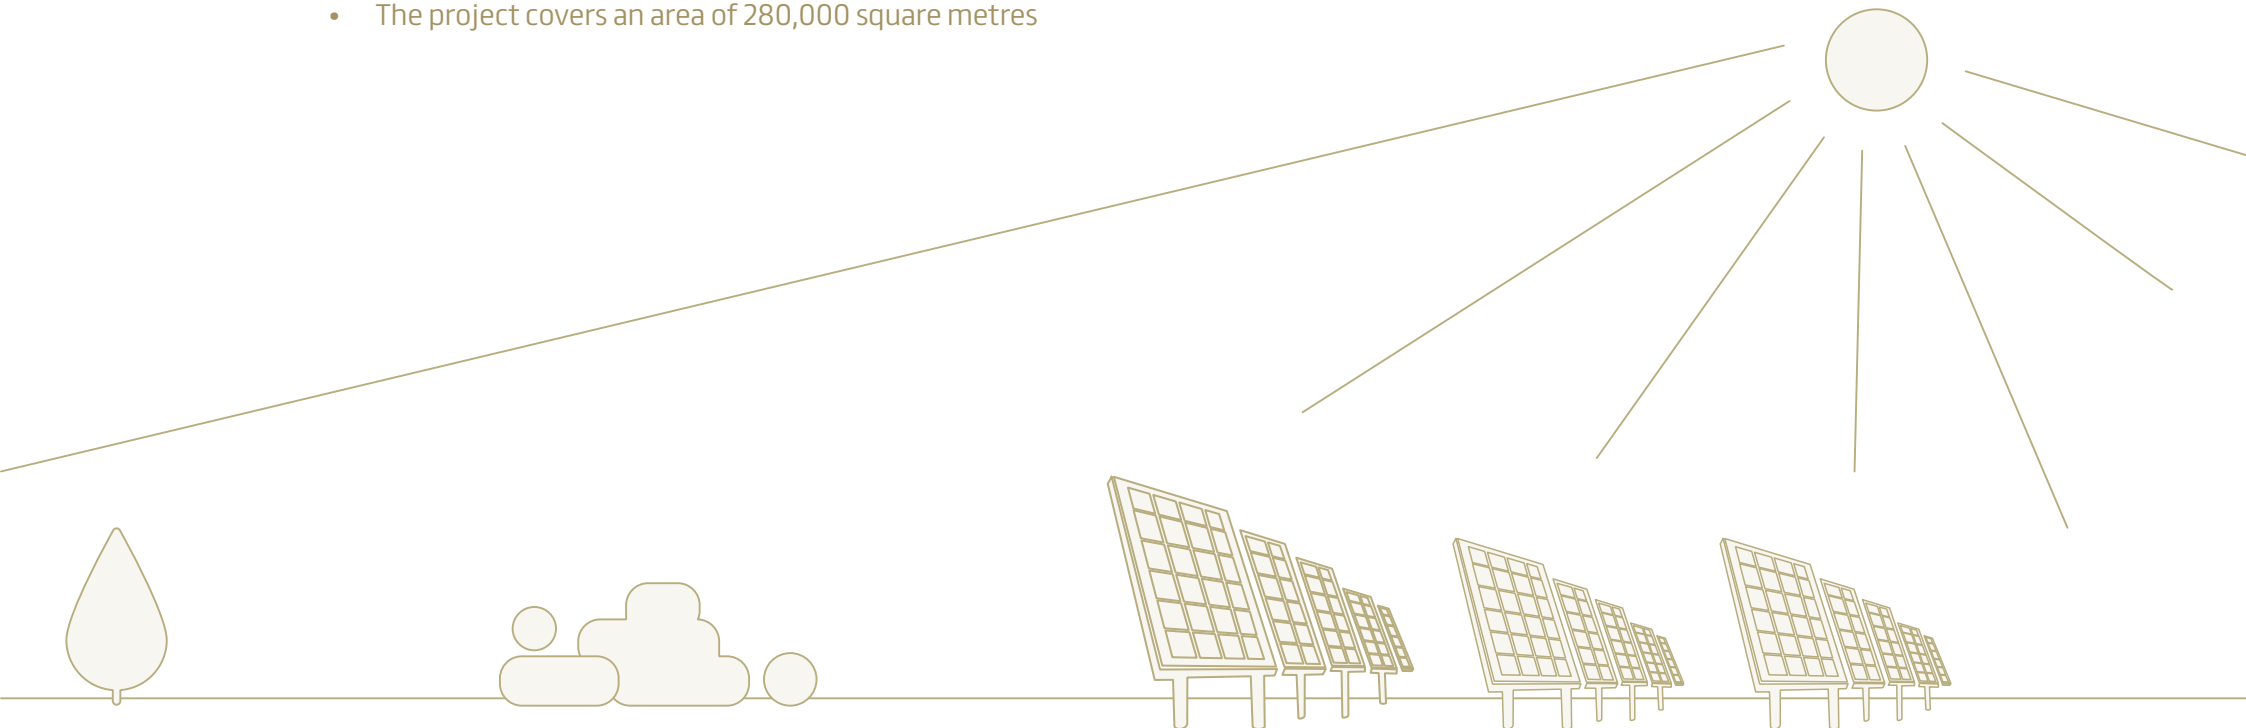 • The project covers an area of 280,000 square metres